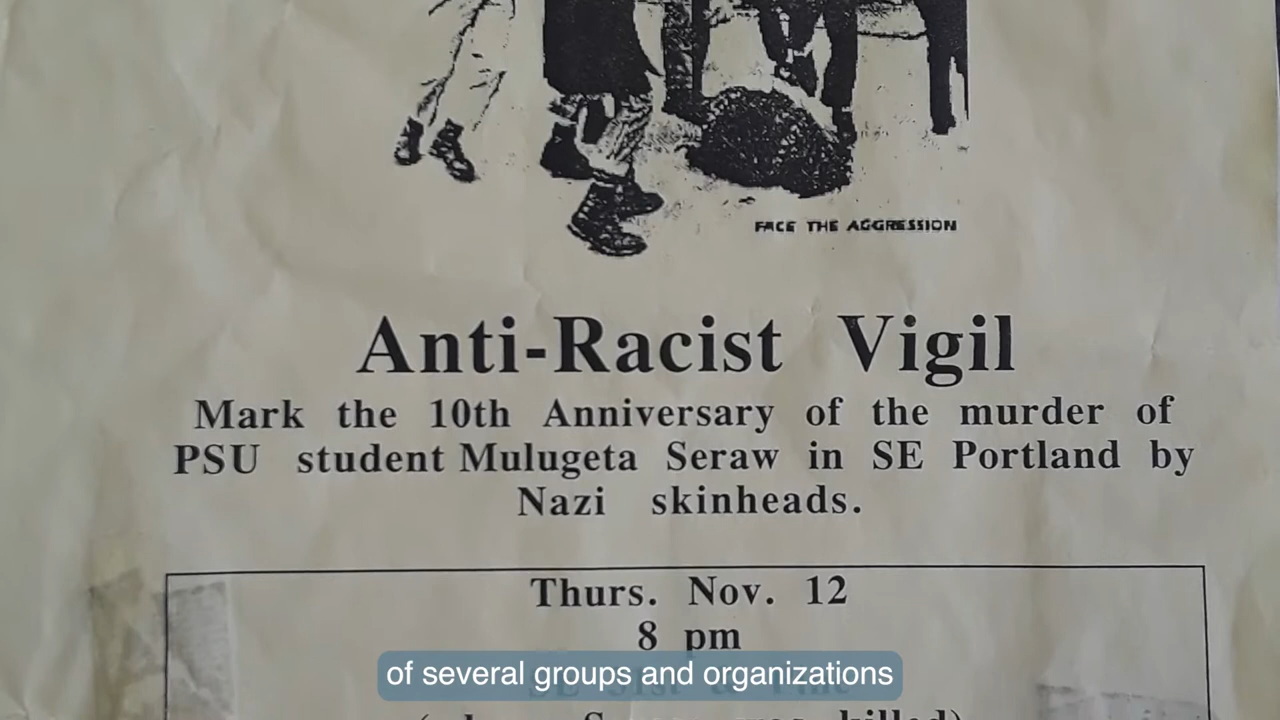 FACE THE AGGRESSION
Anti-Racist Vigil
Mark the 10th Anniversary of the murder of
PSU student Mulugeta Seraw in SE Portland by
Nazi skinheads.
Thurs. Nov. 12
8 pm
of several groups and organizations